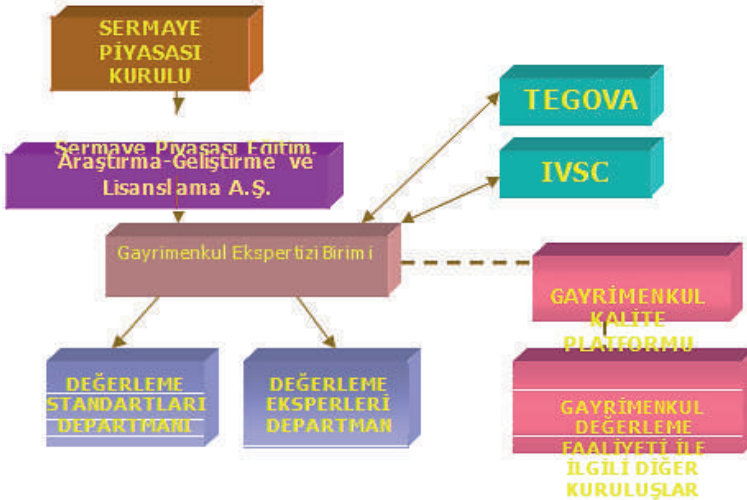 SERMAYE
PİYASASI
KURULU
TEGOVA
Sermaye Piyasası Eğitim,
Araştırma-Geliştirme ve
Lisanslama A.Ş.
IVSC
Gayrimenkul Ekspertizi Birimi
GAYRİMENKUL
KALİTE
PLATFORMU
DEĞERLEME
STANDARTLARI
DEPARTMANI
DEĞERLEME
EKSPERLERİ
DEPARTMAN
GAYRİMENKUL
DEĞERLEME
FAALİYETİ İLE
İLGİLİ DİĞER
KURULUŞLAR